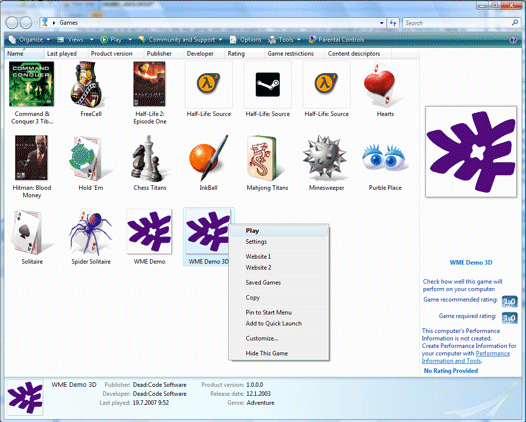 Games
Search
Organize Views Play Community and Support Options Tools Parental Controls
Name Last played Product version Publisher Developer Rating Game restrictions Content descriptors
COMMAND
CONQUER
Command &
Conquer 3 Tib...
FreeCell
Half-Life 2:
Episode One
Half-Life: Source
Half-Life: Source
Half-Life: Source
Hearts
Hitman: Blood
Money
Hold 'Em
Chess Titans
InkBall
Mahjong Titans
Minesweeper
Purble Place
Solitaire
Spider Solitaire
WME Demo
WME Demo 3D
Play
Settings
Website 1
Website 2
Saved Games
Copy
Pin to Start Menu
Add to Quick Launch
Customize...
Hide This Game
WME Demo 3D
Check how well this game will
perform on your computer:
Game recommended rating: 1,0
Game required rating: 1,0
This computer's Performance
Information is not created.
Create Performance Information for
your computer with Performance
Information and Tools.
No Rating Provided
WME Demo 3D Publisher: Dead:Code Software Product version: 1.0.0.0
Developer: Dead:Code Software Release date: 12.1.2003
Last played: 19.7.2007 9:52 Genre: Adventure